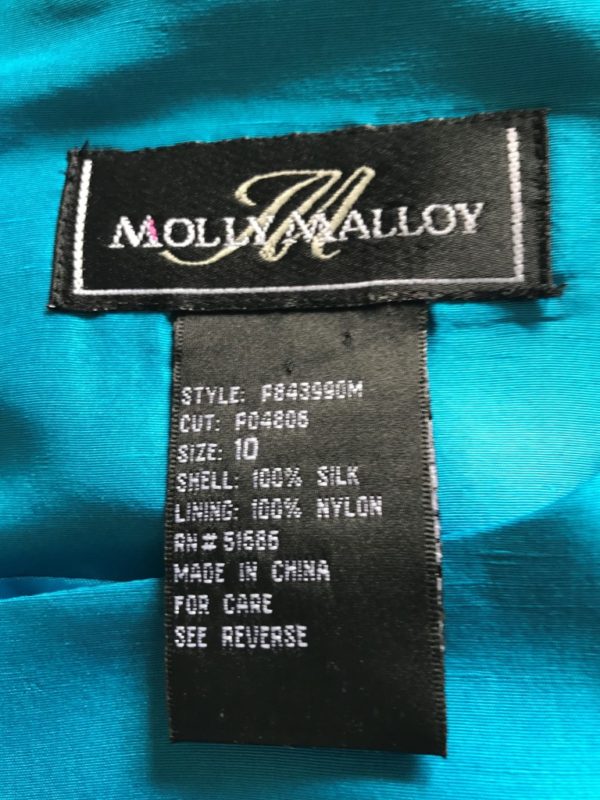 M
MOLLY MALLOY
STYLE: F843990M
CUT: F04806
SIZE: 10
SHELL: 100% SILK
LINING: 100% NYLON
RN# 51686
MADE IN CHINA
FOR CARE
SEE REVERSE